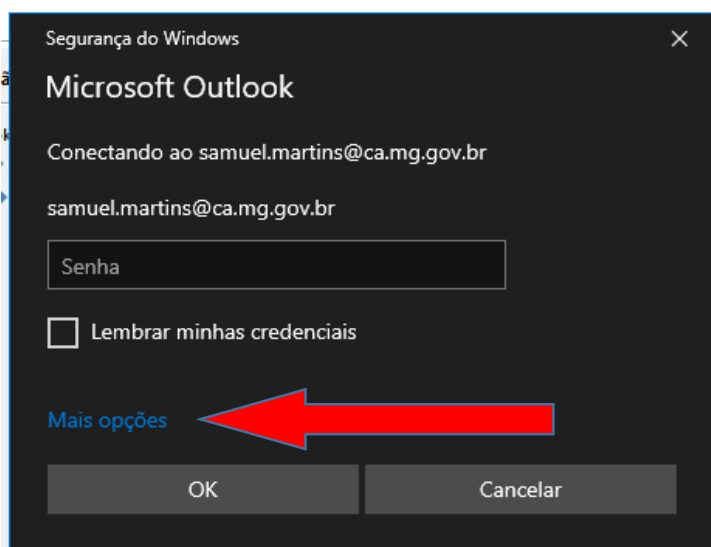 Segurança do Windows
Microsoft Outlook
Conectando ao samuel.martins@ca.mg.gov.br
samuel.martins@ca.mg.gov.br
Senha
Lembrar minhas credenciais
Mais opções
OK
Cancelar